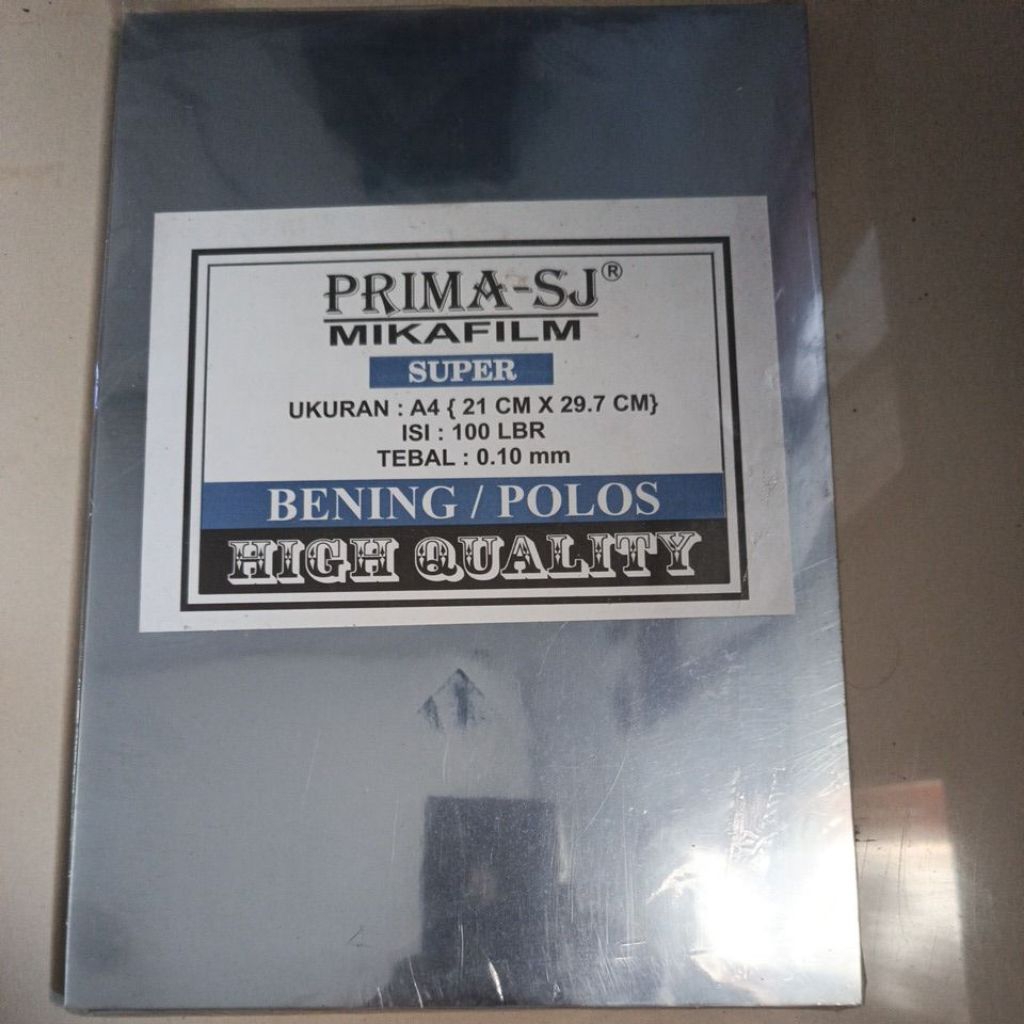 PRIMA-SJ®
MIKAFILM
SUPER
UKURAN : A4 { 21 CM X 29.7 CM}
ISI : 100 LBR
TEBAL : 0.10 mm
BENING / POLOS
HIGH QUALITY